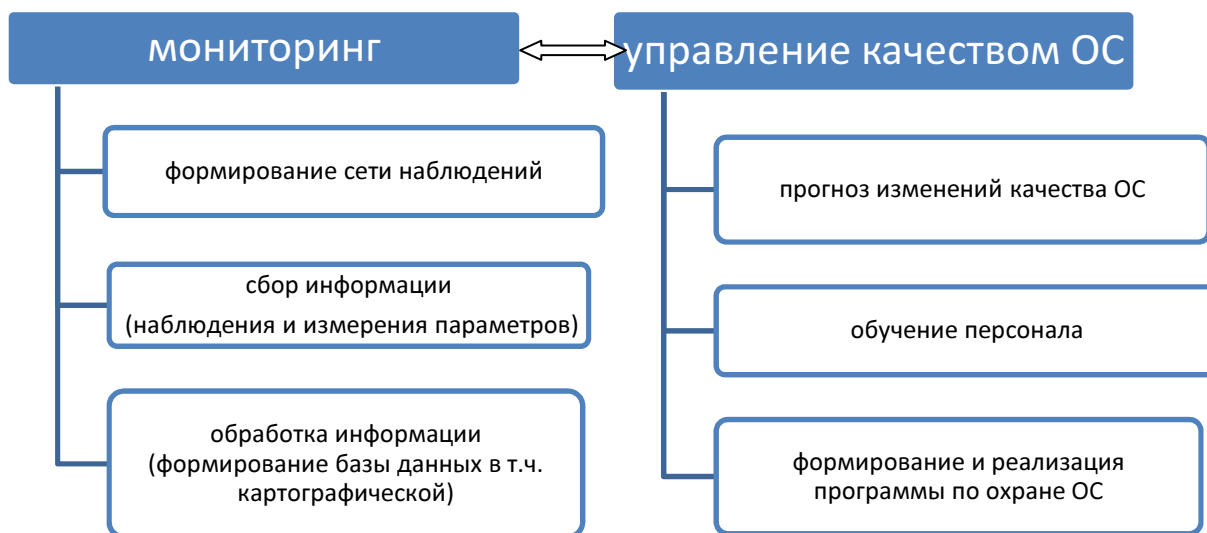 мониторинг
управление качеством ОС
формирование сети наблюдений
сбор информации
(наблюдения и измерения параметров)
обработка информации
(формирование базы данных в т.ч.
картографической)
прогноз изменений качества ОС
обучение персонала
формирование и реализация
программы по охране ОС